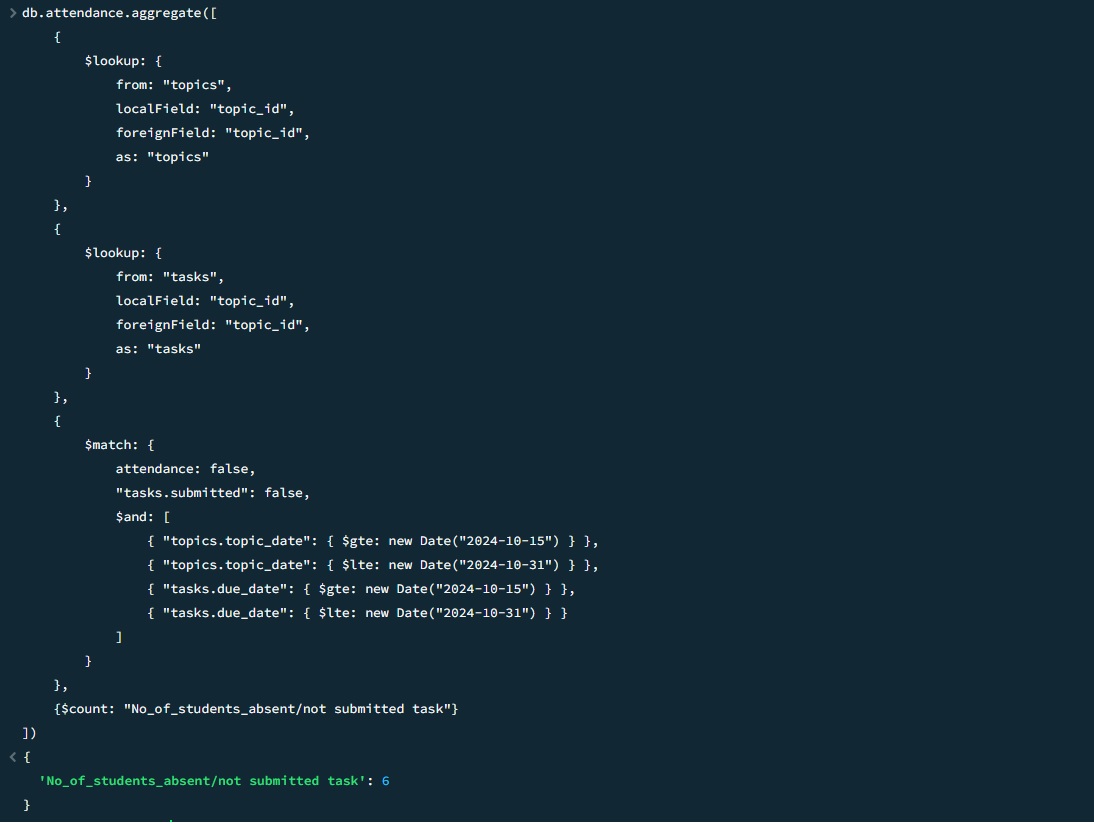 db.attendance.aggregate([
{
$lookup: {
from: "topics",
localField: "topic_id",
foreignField: "topic_id",
as: "topics"
}
},
{
$lookup: {
from: "tasks",
localField: "topic_id",
foreignField: "topic_id",
as: "tasks"
}
},
{
$match: {
attendance: false,
"tasks.submitted": false,
$and: [
{ "topics.topic_date": { $gte: new Date("2024-10-15") } },
{ "topics.topic_date": { $lte: new Date("2024-10-31") } },
{ "tasks.due_date": { $gte: new Date("2024-10-15") } },
{ "tasks.due_date": { $lte: new Date("2024-10-31") } }
]
}
},
{$count: "No_of_students_absent/not submitted task"}
])
{
'No_of_students_absent/not submitted task': 6
}